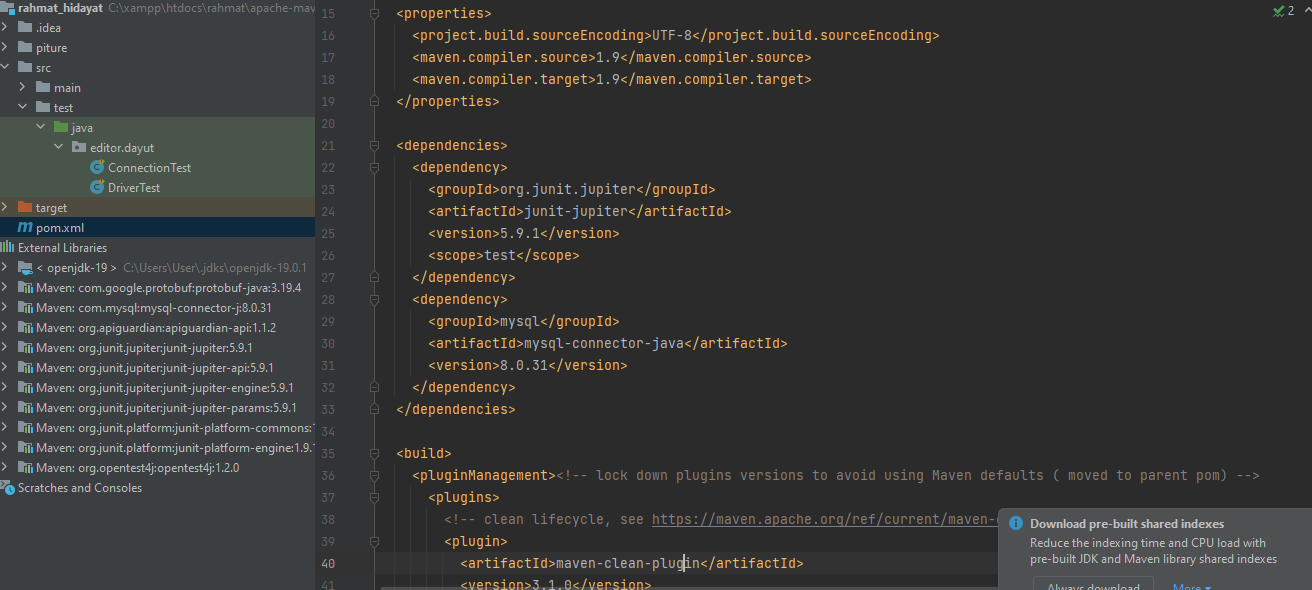 rahmat_hidayat C:\xampp\htdocs\rahmat\apache-mav
.idea
piture
src
main
test
java
editor.dayut
ConnectionTest
DriverTest
target
pom.xml
External Libraries
< openjdk-19 > C:\Users\User\.jdks\openjdk-19.0.1
Maven: com.google.protobuf:protobuf-java:3.19.4
Maven: com.mysql:mysql-connector-j:8.0.31
Maven: org.apiguardian:apiguardian-api:1.1.2
Maven: org.junit.jupiter:junit-jupiter:5.9.1
Maven: org.junit.jupiter:junit-jupiter-api:5.9.1
Maven: org.junit.jupiter:junit-jupiter-engine:5.9.1
Maven: org.junit.jupiter:junit-jupiter-params:5.9.1
Maven: org.junit.platform:junit-platform-commons:1
Maven: org.junit.platform:junit-platform-engine:1.9.1
Maven: org.opentest4j:opentest4j:1.2.0
Scratches and Consoles
15 <properties>
16 <project.build.sourceEncoding>UTF-8</project.build.sourceEncoding>
17 <maven.compiler.source>1.9</maven.compiler.source>
18 <maven.compiler.target>1.9</maven.compiler.target>
19 </properties>
20
21 <dependencies>
22 <dependency>
23 <groupId>org.junit.jupiter</groupId>
24 <artifactId>junit-jupiter</artifactId>
25 <version>5.9.1</version>
26 <scope>test</scope>
27 </dependency>
28 <dependency>
29 <groupId>mysql</groupId>
30 <artifactId>mysql-connector-java</artifactId>
31 <version>8.0.31</version>
32 </dependency>
33 </dependencies>
34
35 <build>
36 <pluginManagement><!-- lock down plugins versions to avoid using Maven defaults ( moved to parent pom) -->
37 <plugins>
38 <!-- clean lifecycle, see https://maven.apache.org/ref/current/maven-c
39 <plugin>
40 <artifactId>maven-clean-plugin</artifactId>
41 <version>3.1.0</version>
2
Download pre-built shared indexes
Reduce the indexing time and CPU load with
pre-built JDK and Maven library shared indexes
Always download More